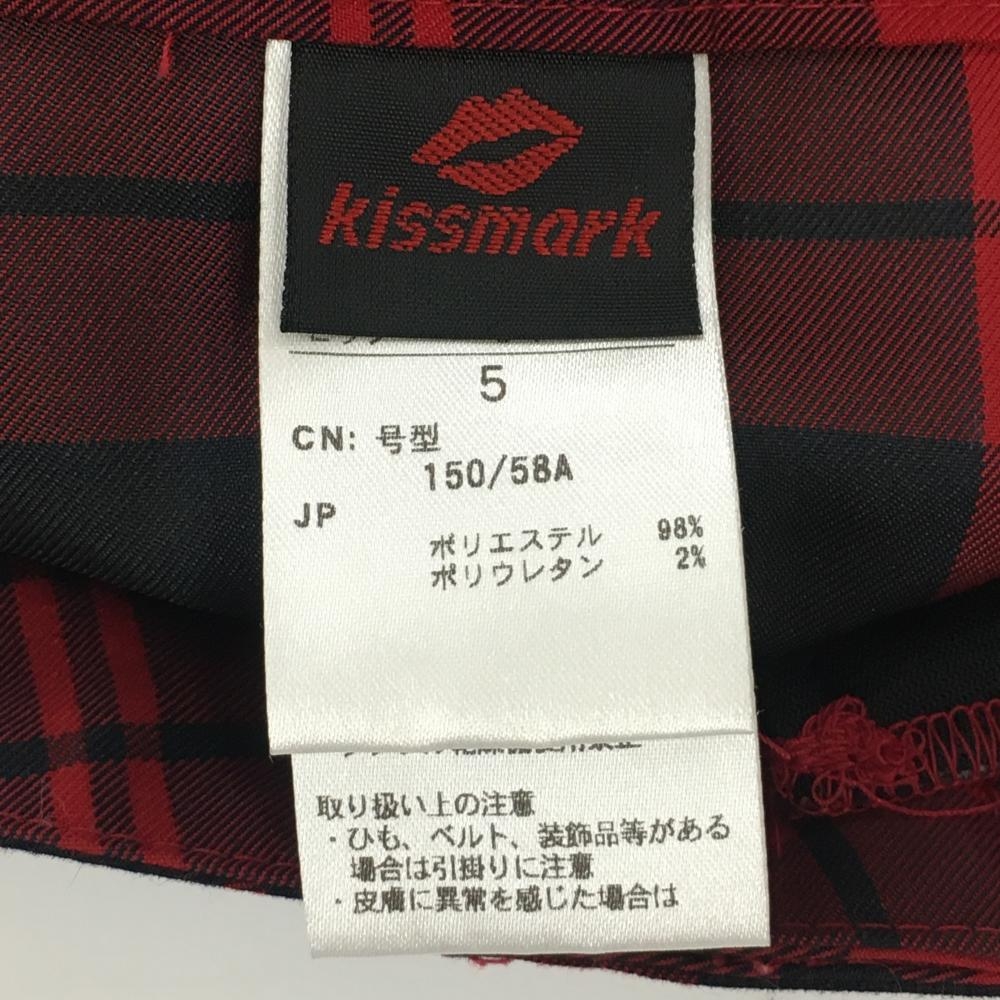 kissmark
5
CN: 号型
150/58A
JP
ポリエステル 98%
ポリウレタン 2%
取り扱い上の注意
・ひも、ベルト、装飾品等がある
場合は引掛りに注意
・皮膚に異常を感じた場合は